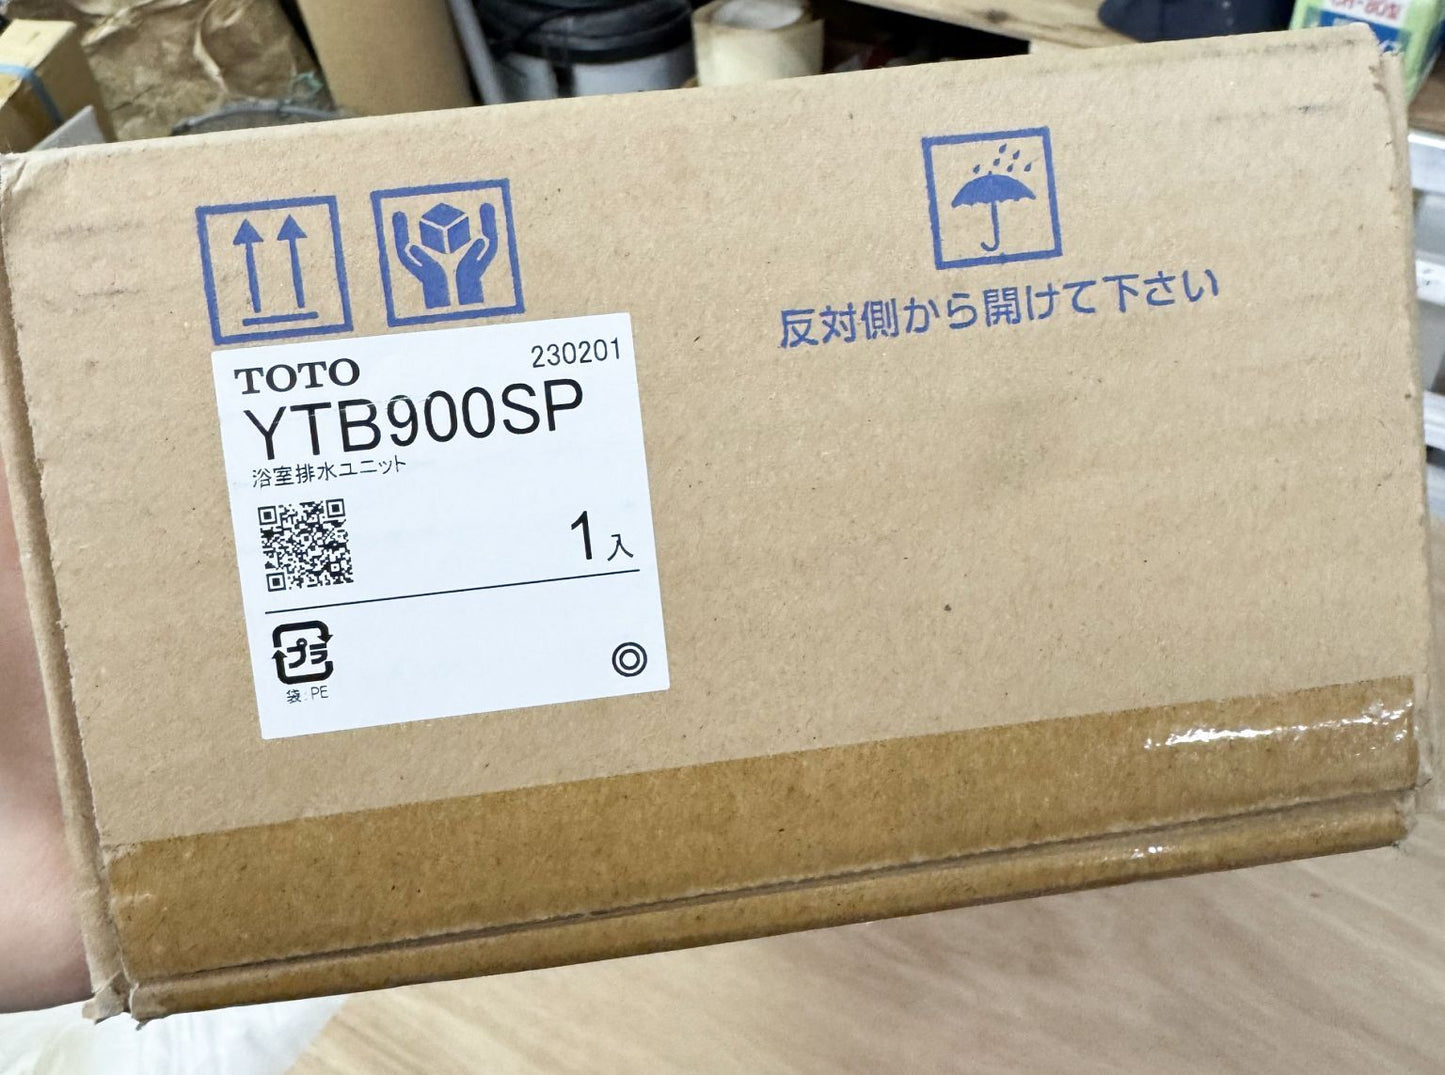 反対側から開けて下さい
TOTO 230201
YTB900SP
浴室排水ユニット
1入
プラ
袋:PE